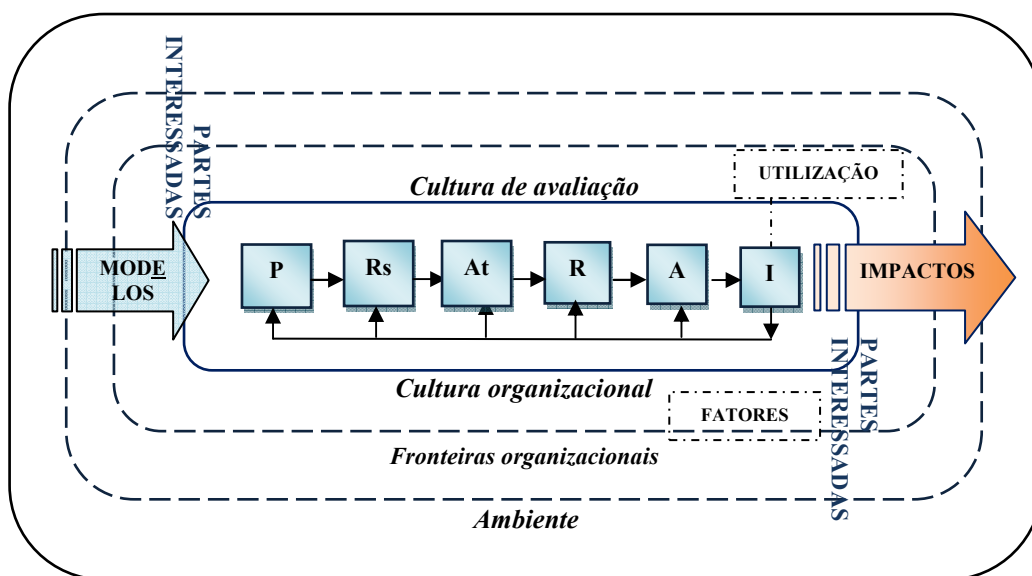 PARTES
INTERESSADAS
UTILIZAÇÃO
Cultura de avaliação
MODE
LOS
P
Rs
At
R
A
I
IMPACTOS
Cultura organizacional
FATORES
PARTES
INTERESSADAS
Fronteiras organizacionais
Ambiente